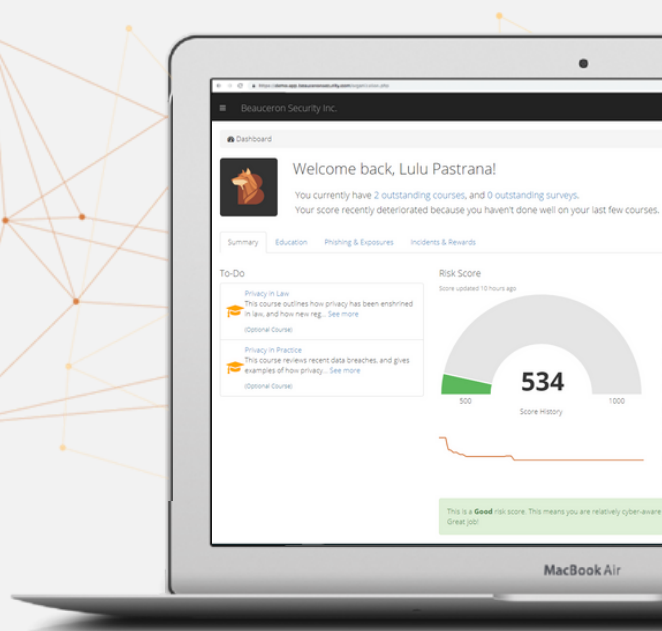 Beauceron Security Inc.
Dashboard
Welcome back, Lulu Pastrana!
You currently have 2 outstanding courses, and 0 outstanding surveys.
Your score recently deteriorated because you haven't done well on your last few courses.
Summary Education Phishing & Exposures Incidents & Rewards
To-Do
Privacy in Law
This course outlines how privacy has been enshrined
in law, and how new reg... See more
(Optional Course)
Privacy in Practice
This course reviews recent data breaches, and gives
examples of how privacy... See more
(Optional Course)
Risk Score
Score updated 10 hours ago
534
500 1000
Score History
This is a Good risk score. This means you are relatively cyber-aware
Great job!
MacBook Air